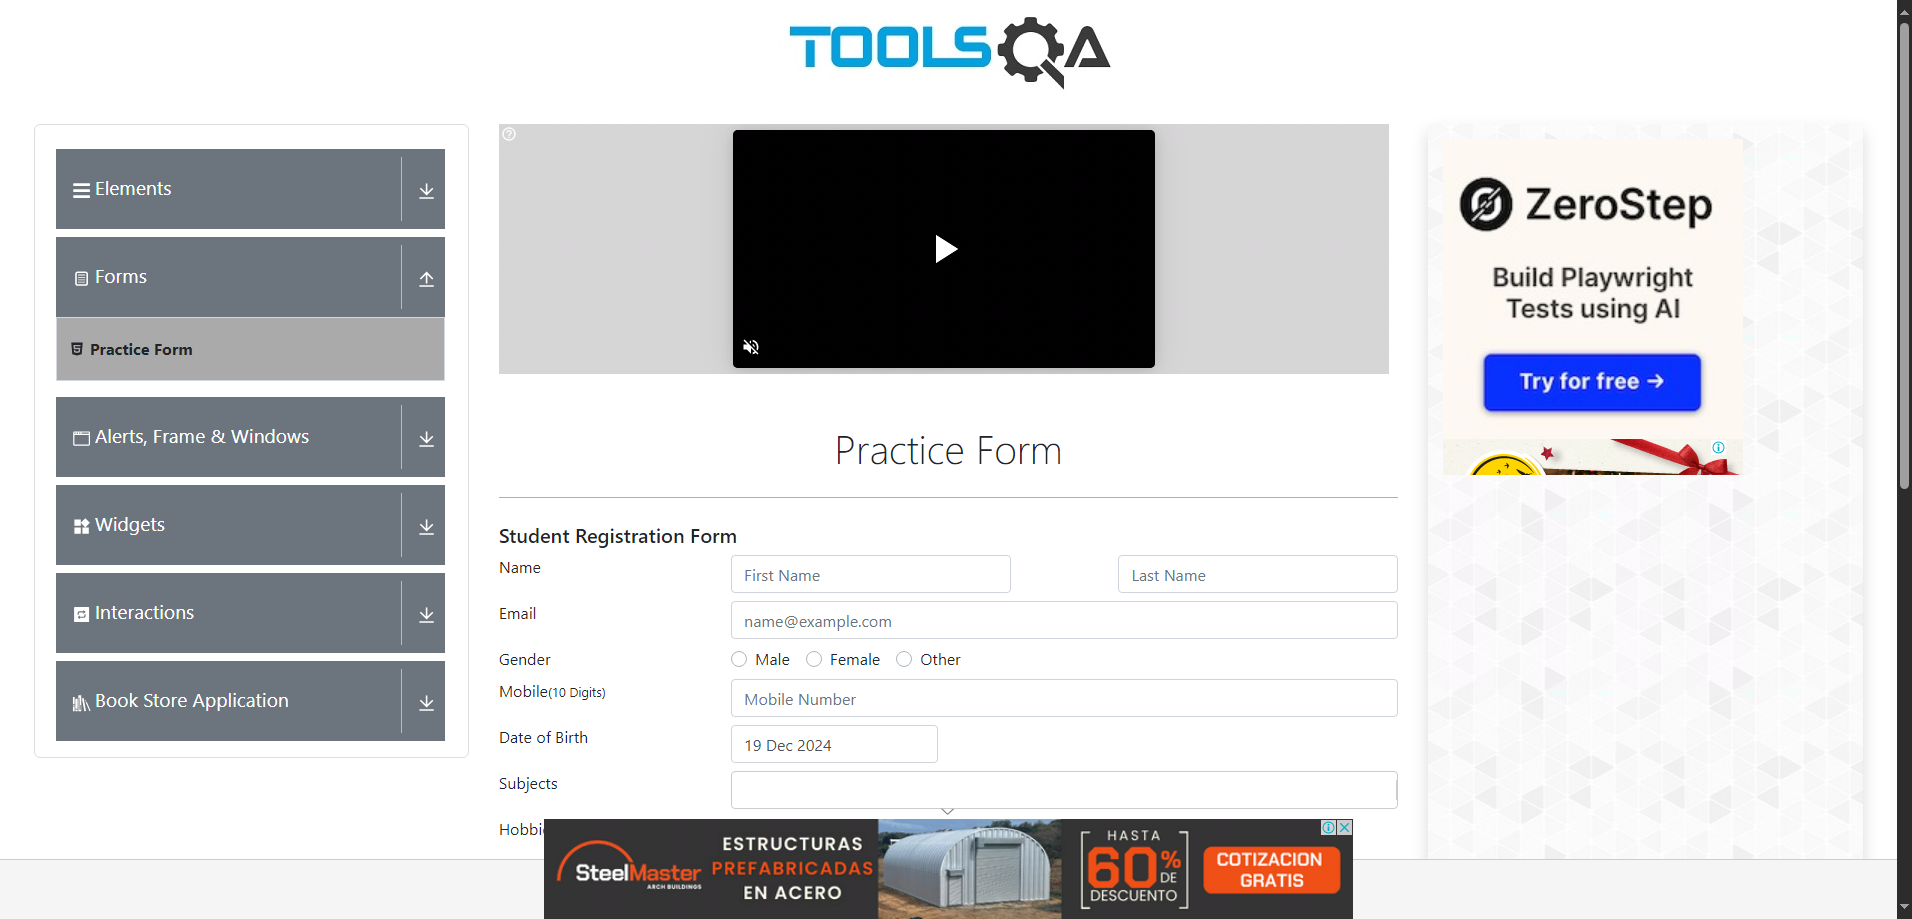 TOOLSQA
Elements
Forms
Practice Form
Alerts, Frame & Windows
Widgets
Interactions
Book Store Application
Practice Form
Student Registration Form
Name
First Name
Last Name
Email
name@example.com
Gender
Male
Female
Other
Mobile(10 Digits)
Mobile Number
Date of Birth
19 Dec 2024
Subjects
ZeroStep
Build Playwright
Tests using AI
Try for free →
SteelMaster
ARCH BUILDINGS
ESTRUCTURAS
PREFABRICADAS
EN ACERO
HASTA
60%
DE
DESCUENTO
COTIZACION
GRATIS